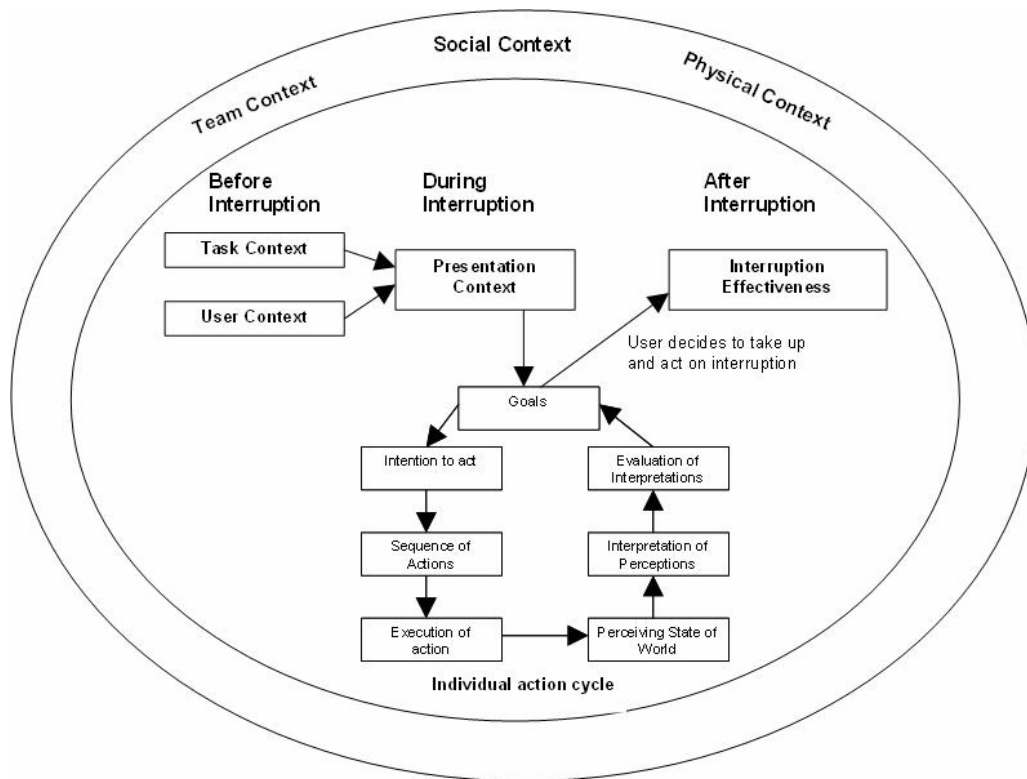 Social Context
Team Context
Physical Context
Before
Interruption
During
Interruption
After
Interruption
Task Context
User Context
Presentation
Context
Interruption
Effectiveness
User decides to take up
and act on interruption
Goals
Intention to act
Evaluation of
Interpretations
Sequence of
Actions
Interpretation of
Perceptions
Execution of
action
Perceiving State of
World
Individual action cycle